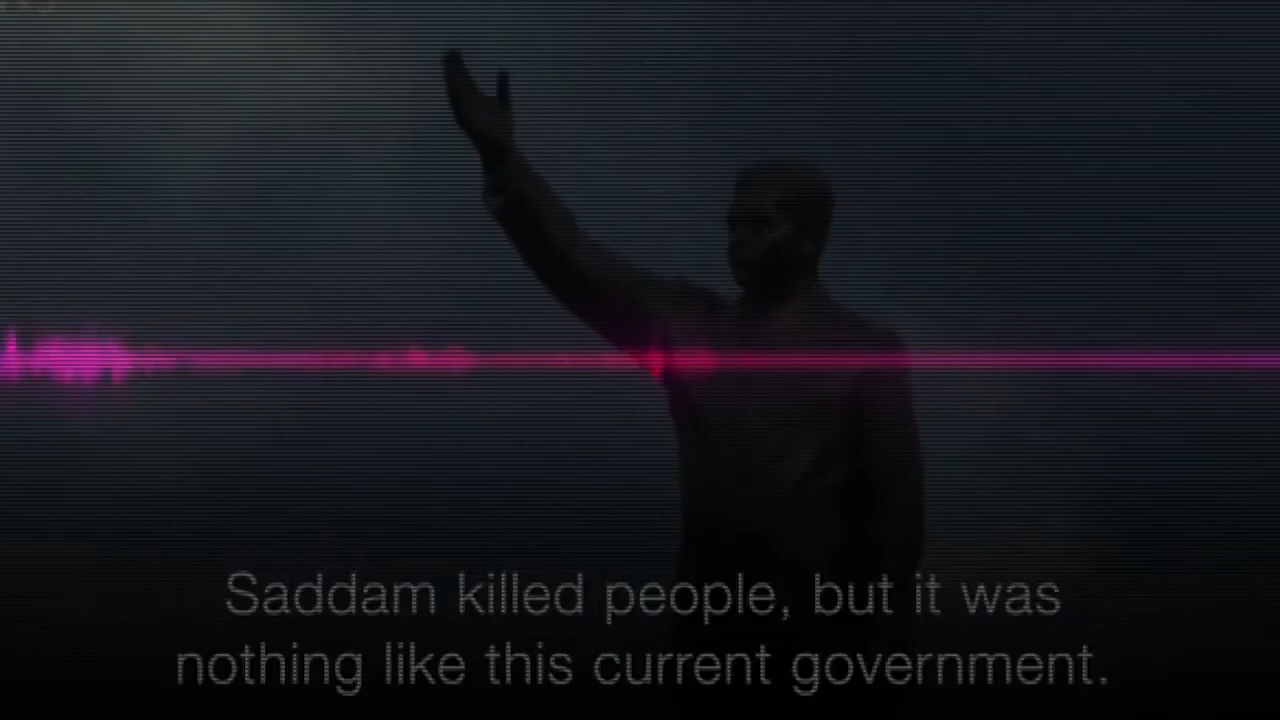 Saddam killed people, but it was
nothing like this current government.